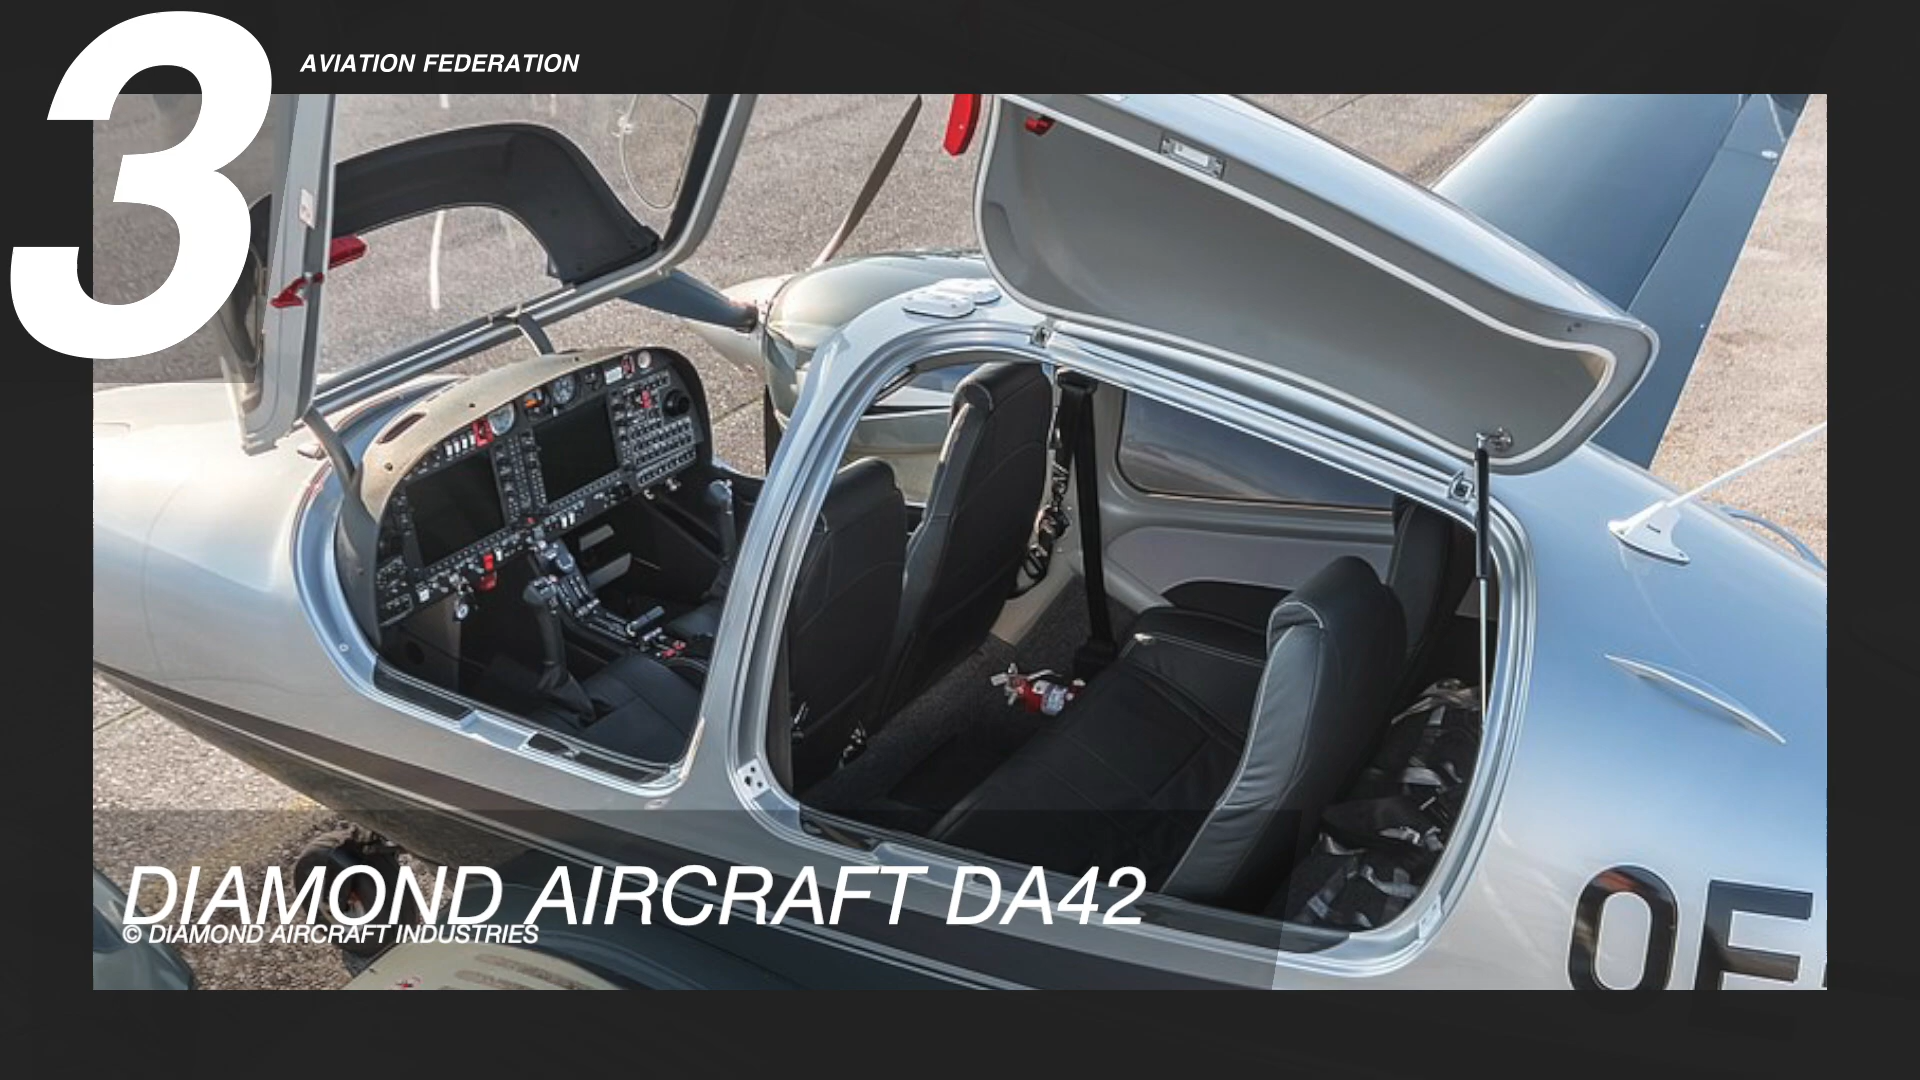 3
AVIATION FEDERATION
DIAMOND AIRCRAFT DA42
© DIAMOND AIRCRAFT INDUSTRIES
OE